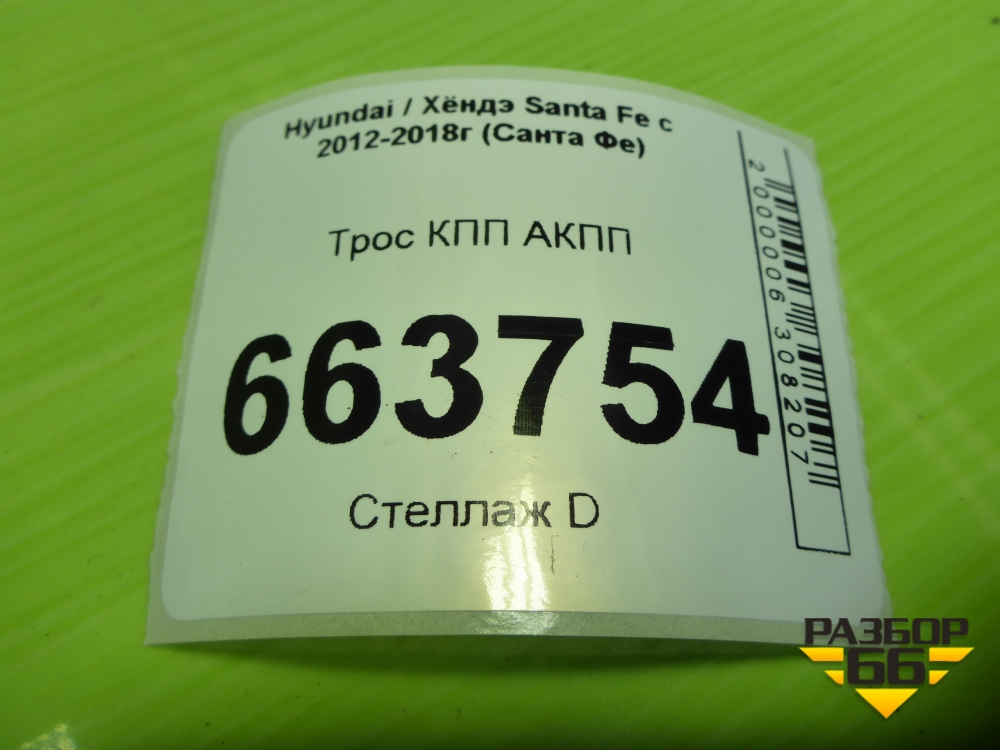 Hyundai / Хёндэ Santa Fe с
2012-2018г (Санта Фе)
Трос КПП АКПП
663754
Стеллаж D
2000006308207
РАЗБОР
66